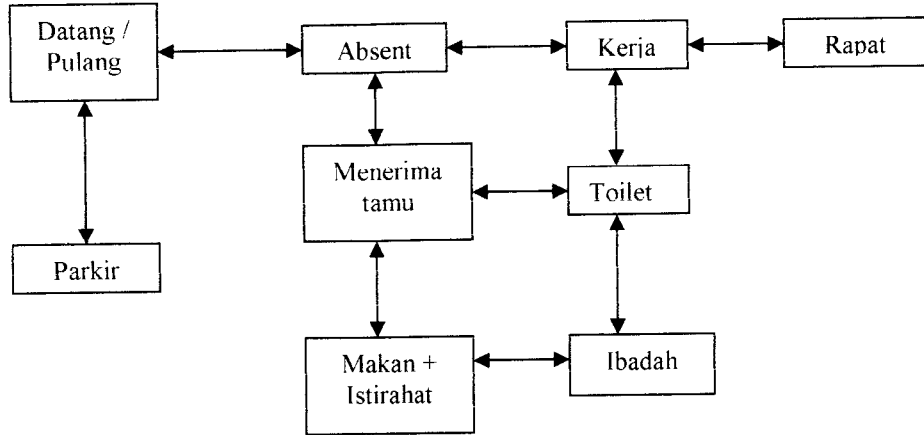 Datang /
Pulang
Absent
Kerja
Rapat
Menerima
tamu
Toilet
Parkir
Makan +
Istirahat
Ibadah